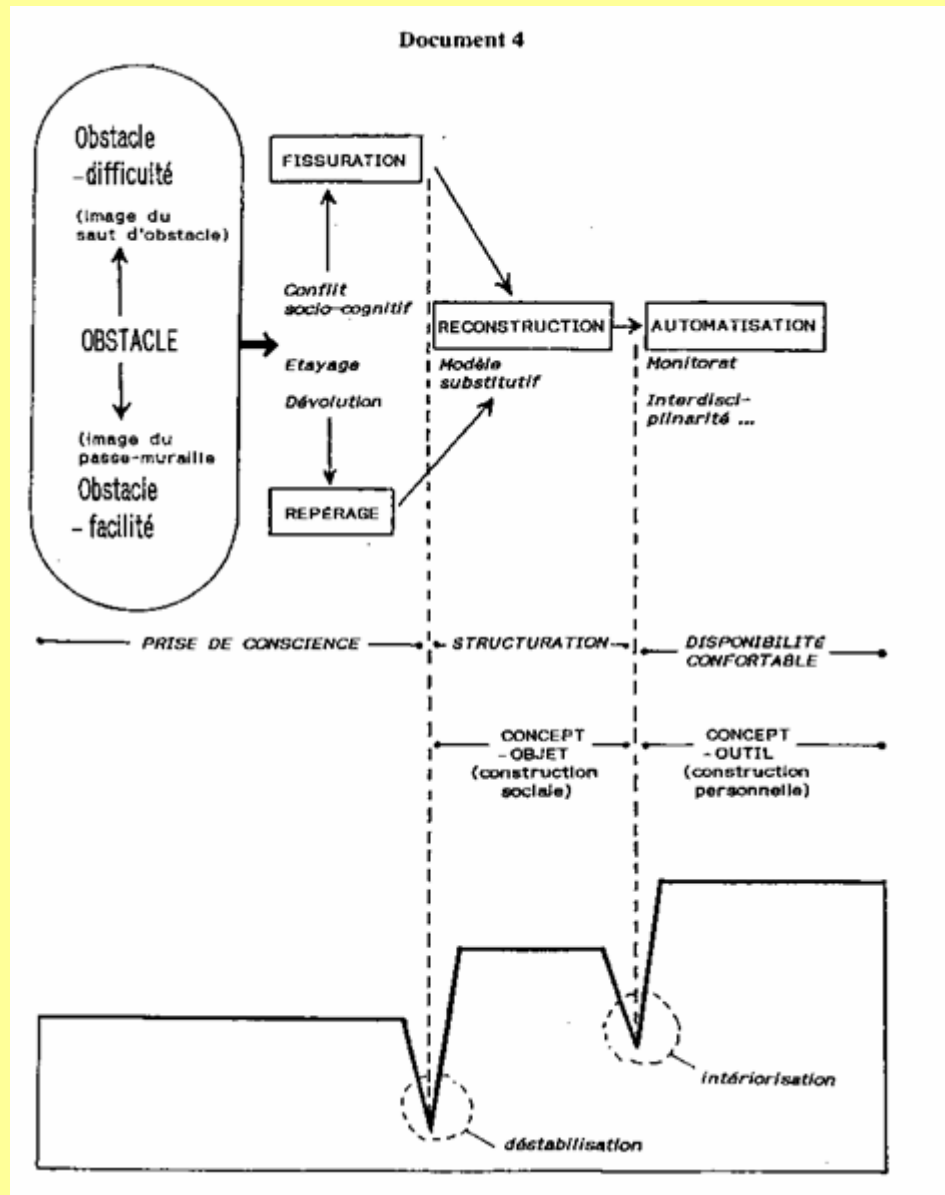 Document 4
Obstacle
-difficulté
(image du
saut d'obstacle)
OBSTACLE
(image du
passe-muraille
Obstacle
- facilité
FISSURATION
Conflit
socio-cognitif
Etayage
Dévolution
REPÉRAGE
RECONSTRUCTION
Modèle
substitutif
AUTOMATISATION
Monitorat
Interdisci-
plinarité ...
PRISE DE CONSCIENCE
STRUCTURATION
DISPONIBILITÉ
CONFORTABLE
CONCEPT
-OBJET
(construction
sociale)
CONCEPT
-OUTIL
(construction
personnelle)
intériorisation
déstabilisation